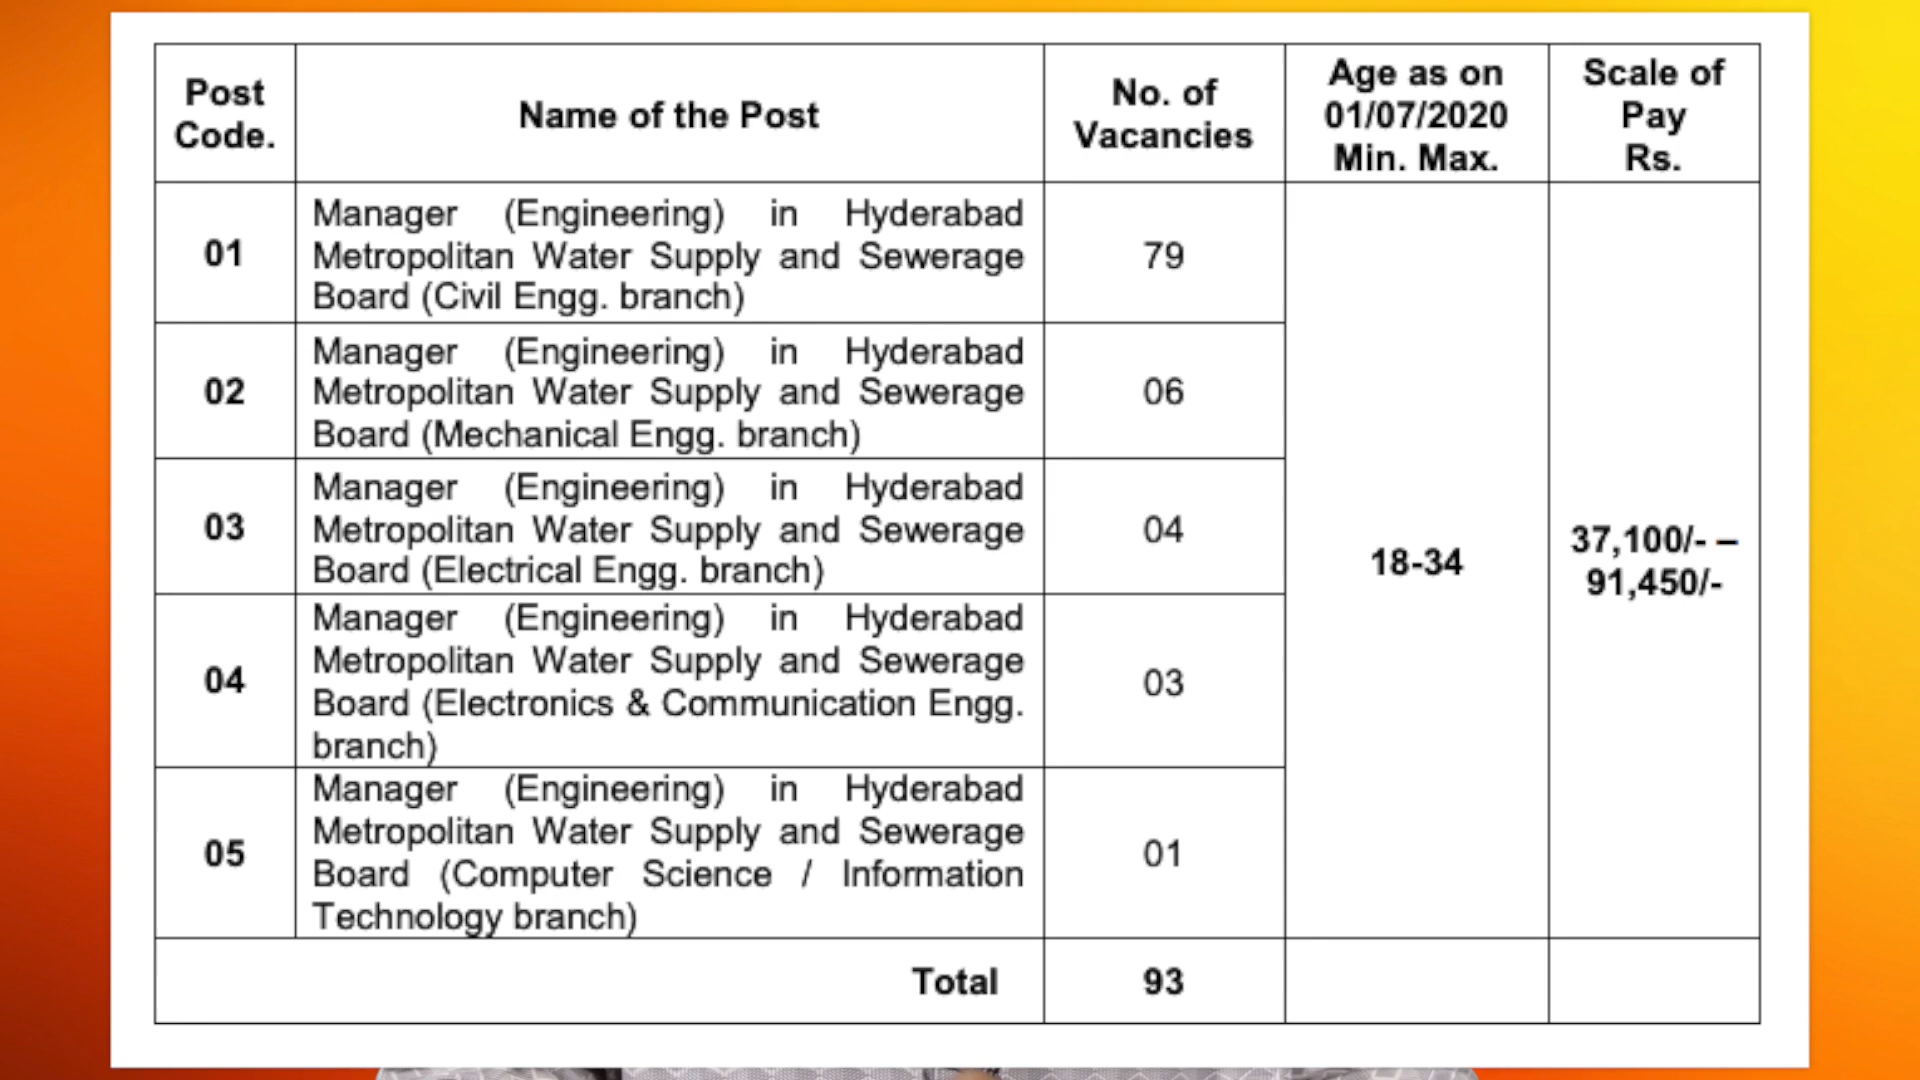 Post
Code.
Name of the Post
No. of
Vacancies
Age as on
01/07/2020
Min. Max.
Scale of
Pay
Rs.
01
Manager (Engineering) in Hyderabad
Metropolitan Water Supply and Sewerage
Board (Civil Engg. branch)
79
02
Manager (Engineering) in Hyderabad
Metropolitan Water Supply and Sewerage
Board (Mechanical Engg. branch)
06
03
Manager (Engineering) in Hyderabad
Metropolitan Water Supply and Sewerage
Board (Electrical Engg. branch)
04
04
Manager (Engineering) in Hyderabad
Metropolitan Water Supply and Sewerage
Board (Electronics & Communication Engg.
branch)
03
05
Manager (Engineering) in Hyderabad
Metropolitan Water Supply and Sewerage
Board (Computer Science / Information
Technology branch)
01
18-34
37,100/- –
91,450/-
Total
93